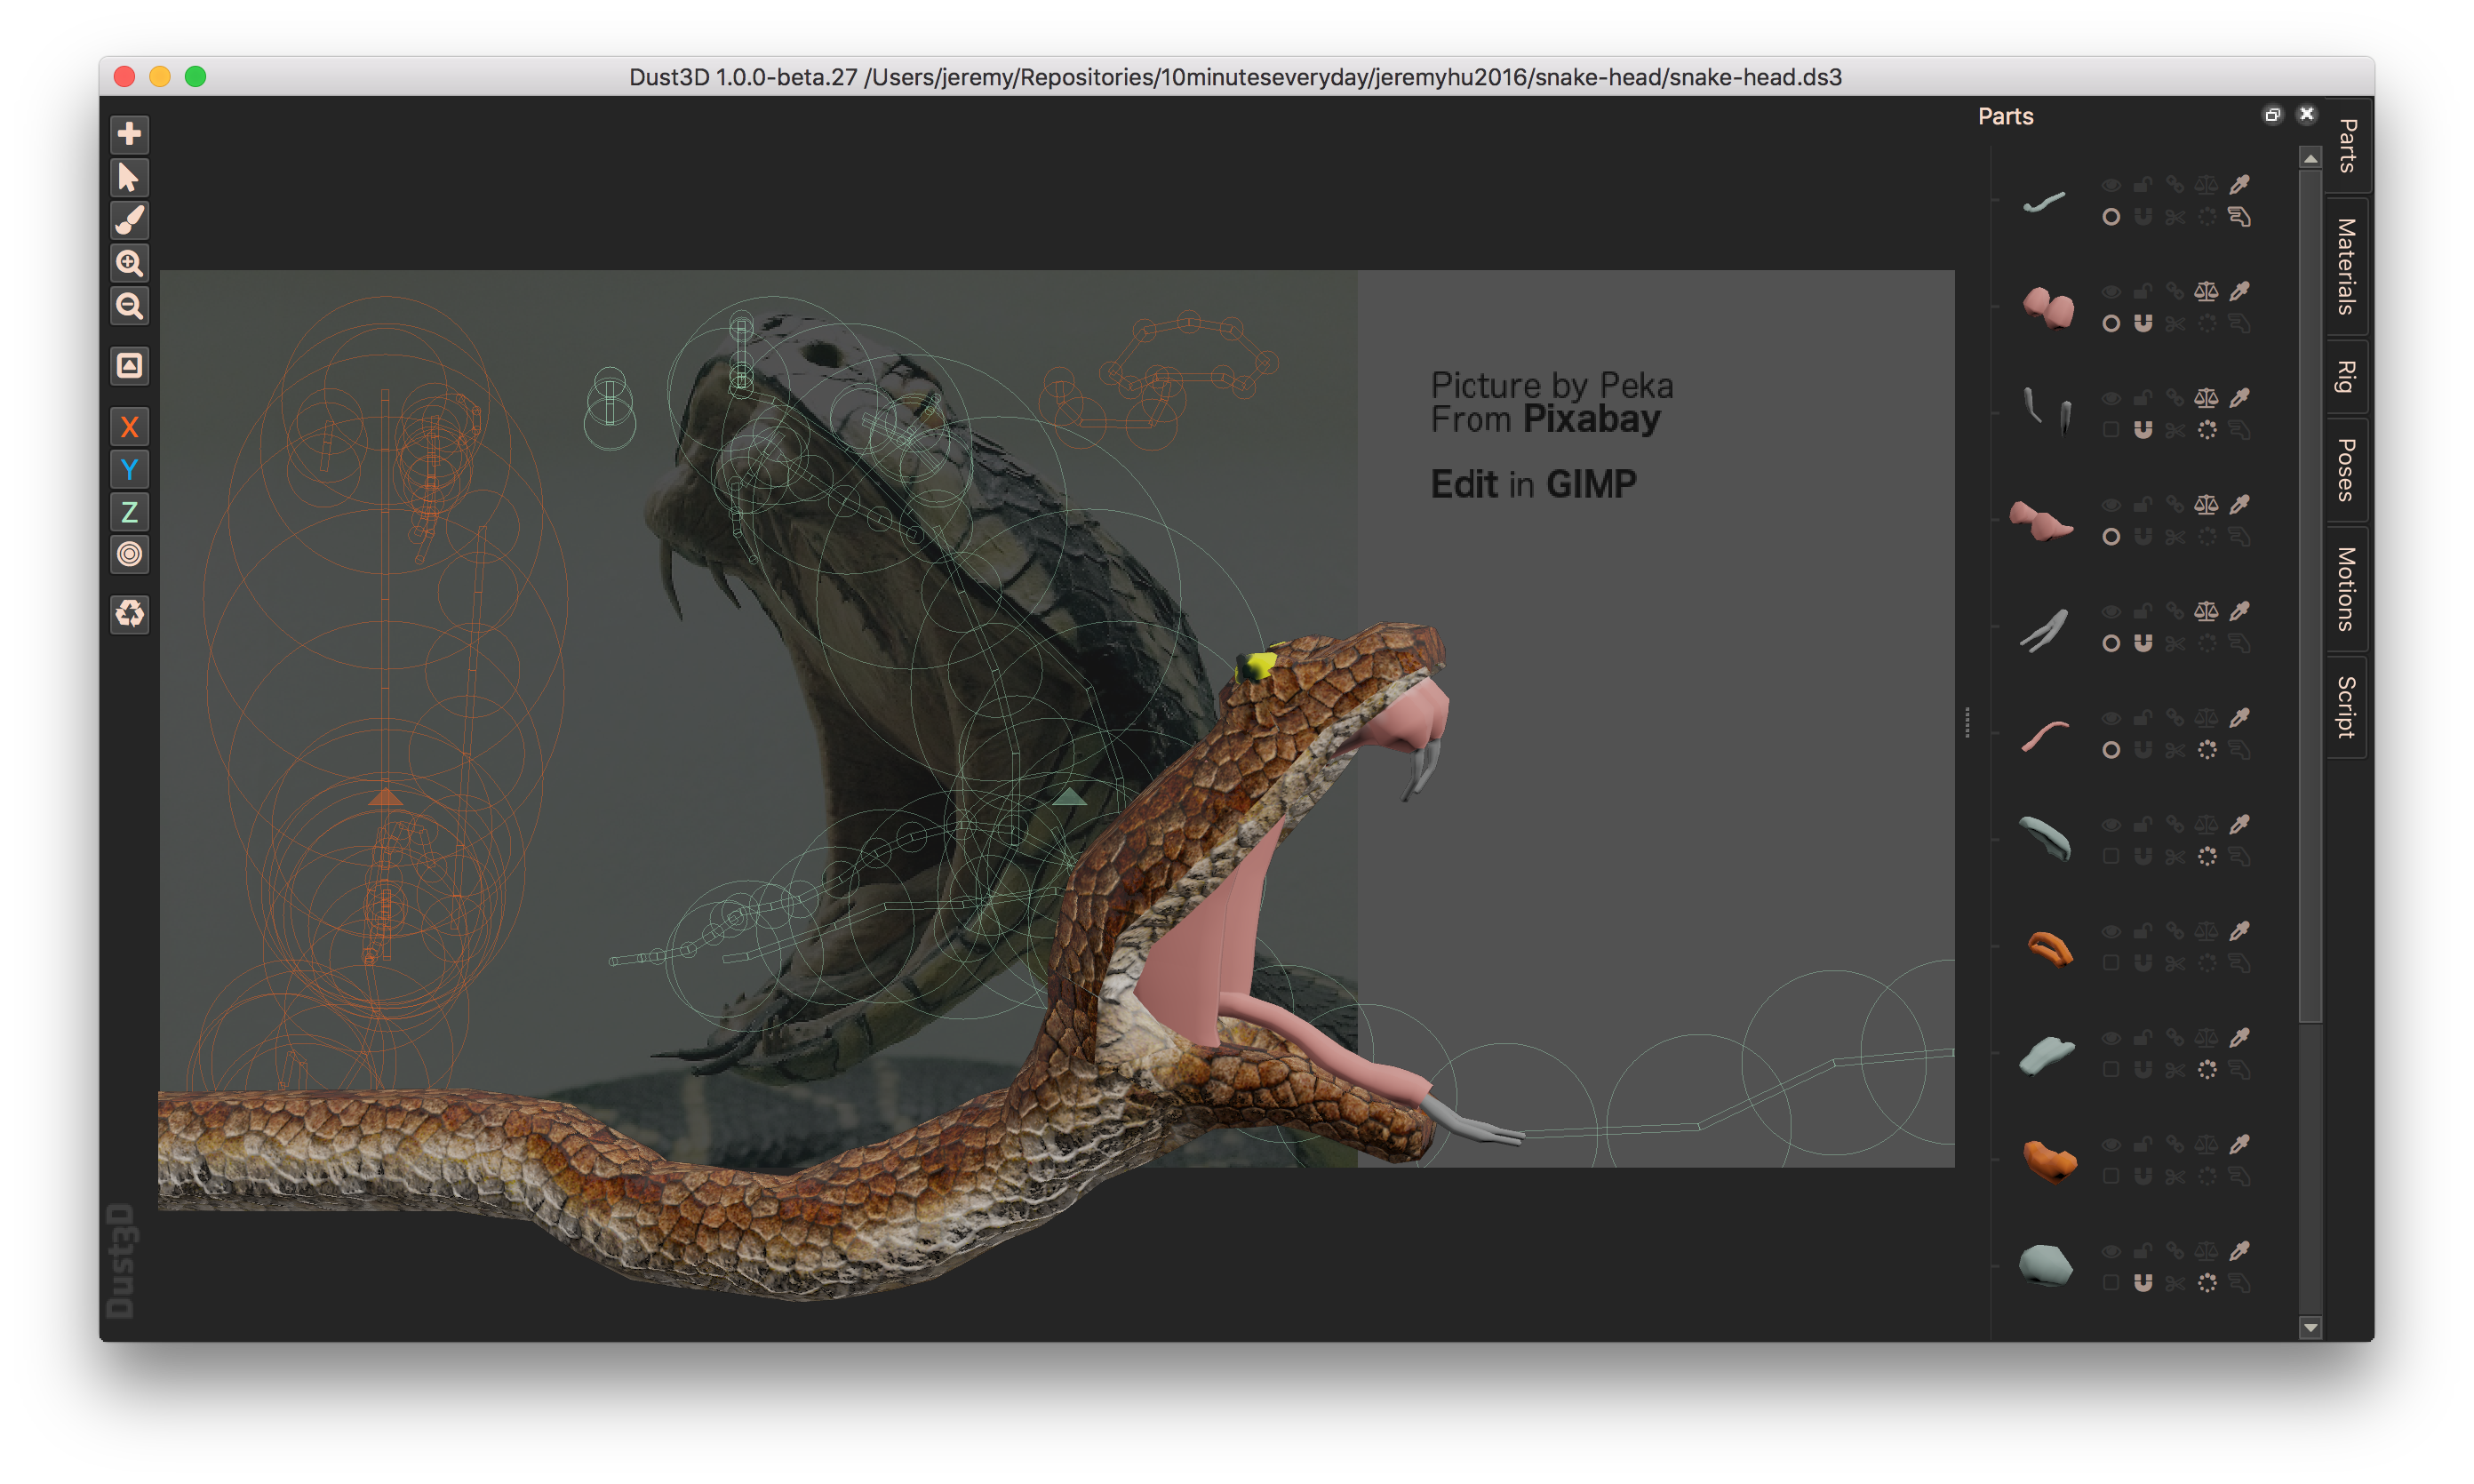 Dust3D 1.0.0-beta.27 /Users/jeremy/Repositories/10minuteseveryday/jeremyhu2016/snake-head/snake-head.ds3
Parts
Parts
Materials
Rig
Poses
Motions
Script
X
Y
Z
Picture by Peka
From Pixabay
Edit in GIMP
Dust3D